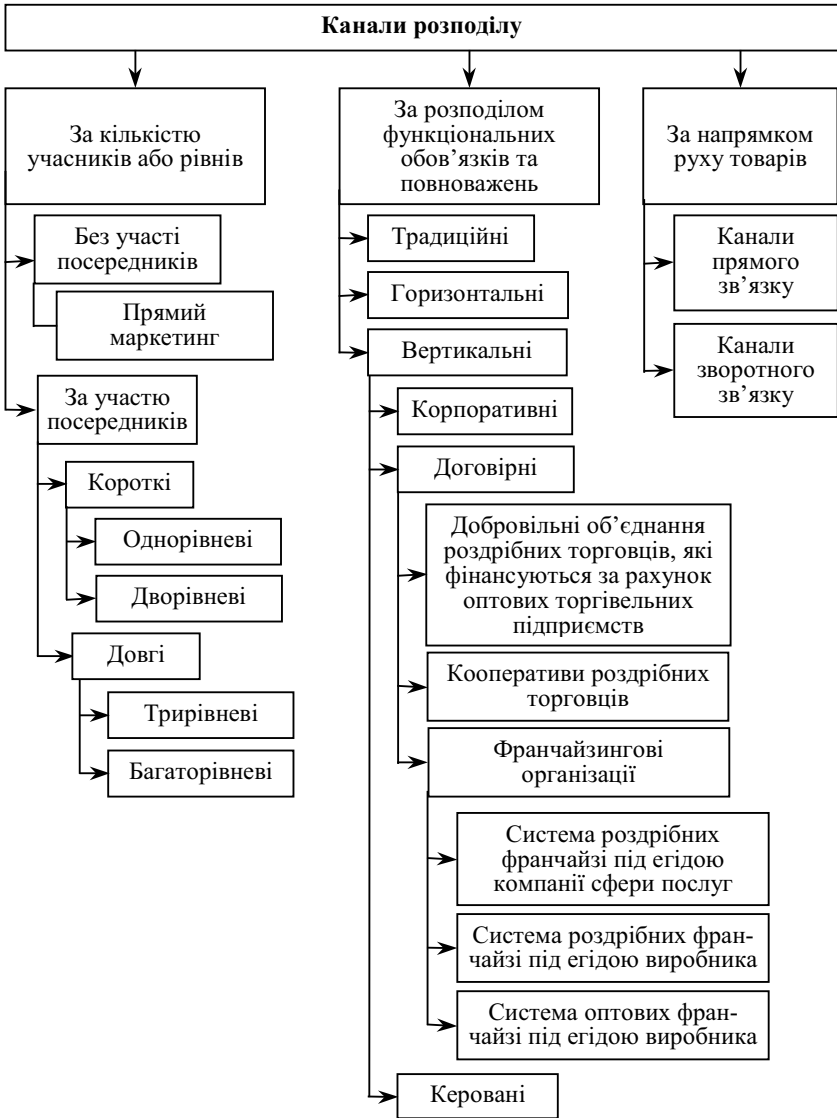 Канали розподілу
За кількістю
учасників або рівнів
Без участі
посередників
Прямий
маркетинг
За участю
посередників
Короткі
Однорівневі
Дворівневі
Довгі
Трирівневі
Багаторівневі
За розподілом
функціональних
обов’язків та
повноважень
Традиційні
Горизонтальні
Вертикальні
Корпоративні
Договірні
Добровільні об’єднання
роздрібних торговців, які
фінансуються за рахунок
оптових торгівельних
підприємств
Кооперативи роздрібних
торговців
Франчайзингові
організації
Система роздрібних
франчайзі під егідою
компанії сфери послуг
Система роздрібних фран-
чайзі під егідою виробника
Система оптових фран-
чайзі під егідою виробника
Керовані
За напрямком
руху товарів
Канали
прямого
зв’язку
Канали
зворотного
зв’язку